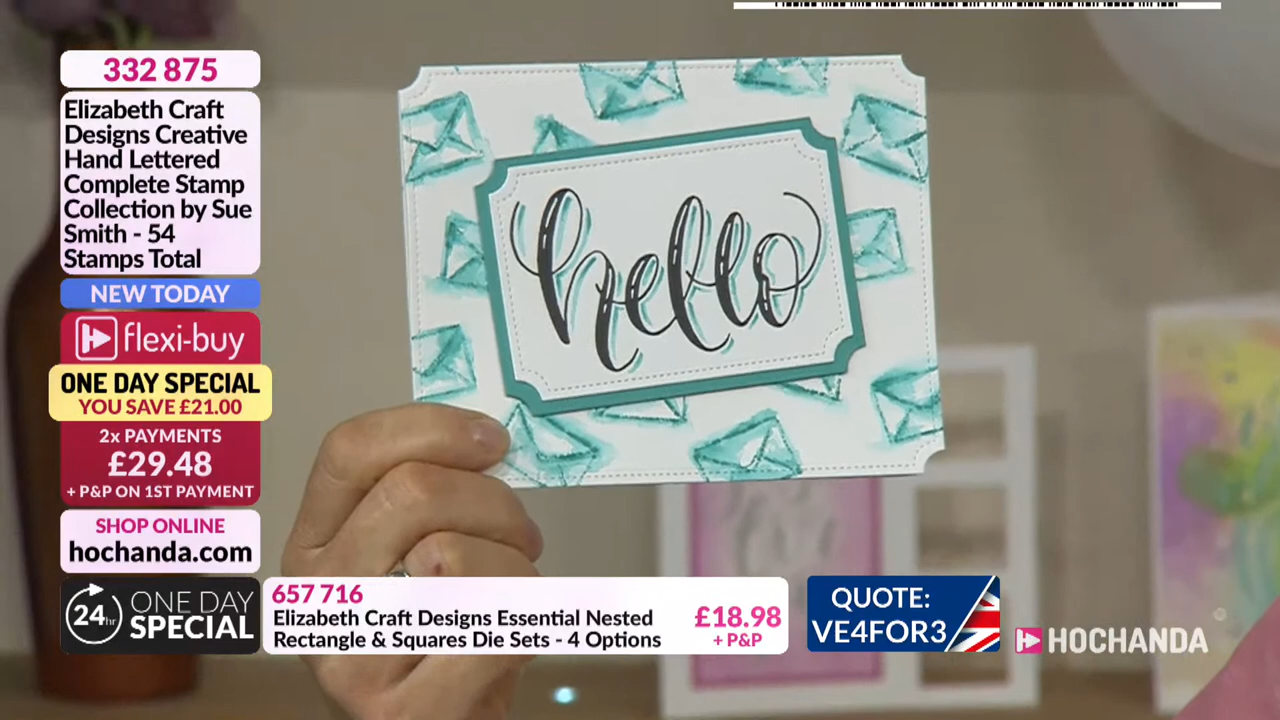 332 875
Elizabeth Craft
Designs Creative
Hand Lettered
Complete Stamp
Collection by Sue
Smith - 54
Stamps Total
NEW TODAY
flexi-buy
ONE DAY SPECIAL
YOU SAVE £21.00
2x PAYMENTS
£29.48
+ P&P ON 1ST PAYMENT
SHOP ONLINE
hochanda.com
hello
24hr
ONE DAY
SPECIAL
657 716
Elizabeth Craft Designs Essential Nested
Rectangle & Squares Die Sets - 4 Options
£18.98
+ P&P
QUOTE:
VE4FOR3
HOCHANDA